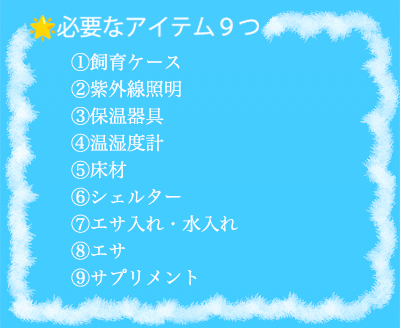 必要なアイテム９つ
①飼育ケース
②紫外線照明
③保温器具
④温湿度計
⑤床材
⑥シェルター
⑦エサ入れ・水入れ
⑧エサ
⑨サプリメント